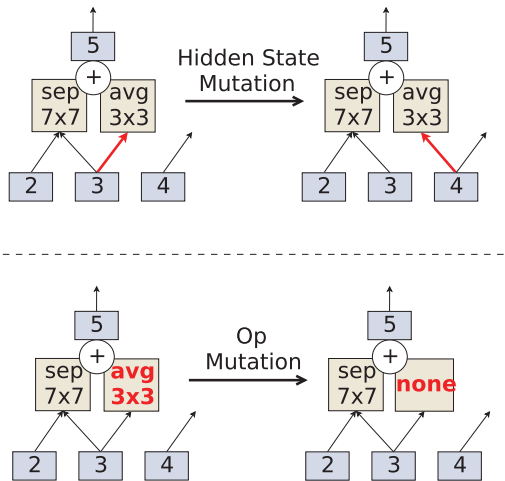 5
+
sep
7x7
avg
3x3
2
3
4
Hidden State
Mutation
5
+
sep
7x7
avg
3x3
2
3
4
5
+
sep
7x7
avg
3x3
2
3
4
Op
Mutation
5
+
sep
7x7
none
2
3
4